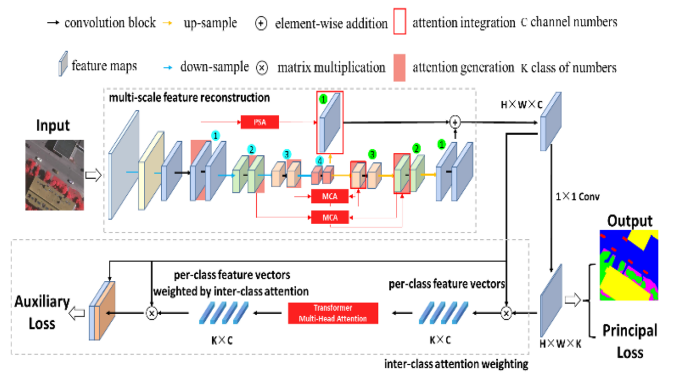 convolution block
up-sample
element-wise addition
attention integration
C channel numbers
feature maps
down-sample
matrix multiplication
attention generation
K class of numbers
multi-scale feature reconstruction
Input
PSA
1
1
2
3
4
3
2
1
MCA
MCA
H×W×C
1×1 Conv
Output
Principal
Loss
H×W×K
Auxiliary
Loss
per-class feature vectors
weighted by inter-class attention
K×C
Transformer
Multi-Head Attention
per-class feature vectors
K×C
inter-class attention weighting